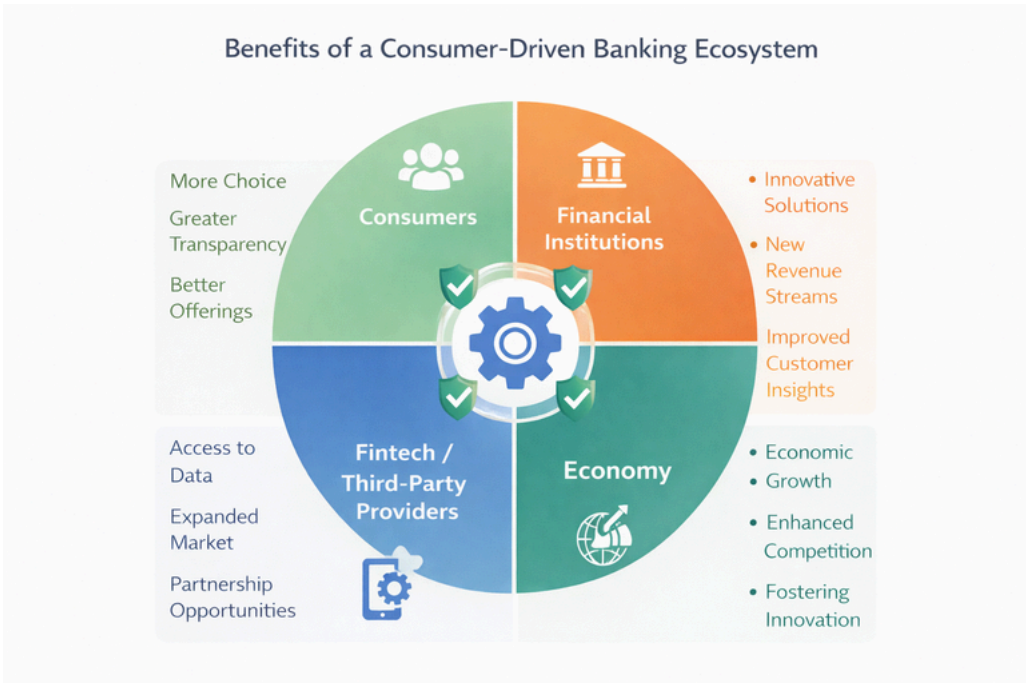 Benefits of a Consumer-Driven Banking Ecosystem
Consumers
More Choice
Greater
Transparency
Better
Offerings
Financial
Institutions
• Innovative
Solutions
• New
Revenue
Streams
Improved
Customer
Insights
Fintech /
Third-Party
Providers
Access to
Data
Expanded
Market
Partnership
Opportunities
Economy
• Economic
• Growth
• Enhanced
Competition
• Fostering
Innovation